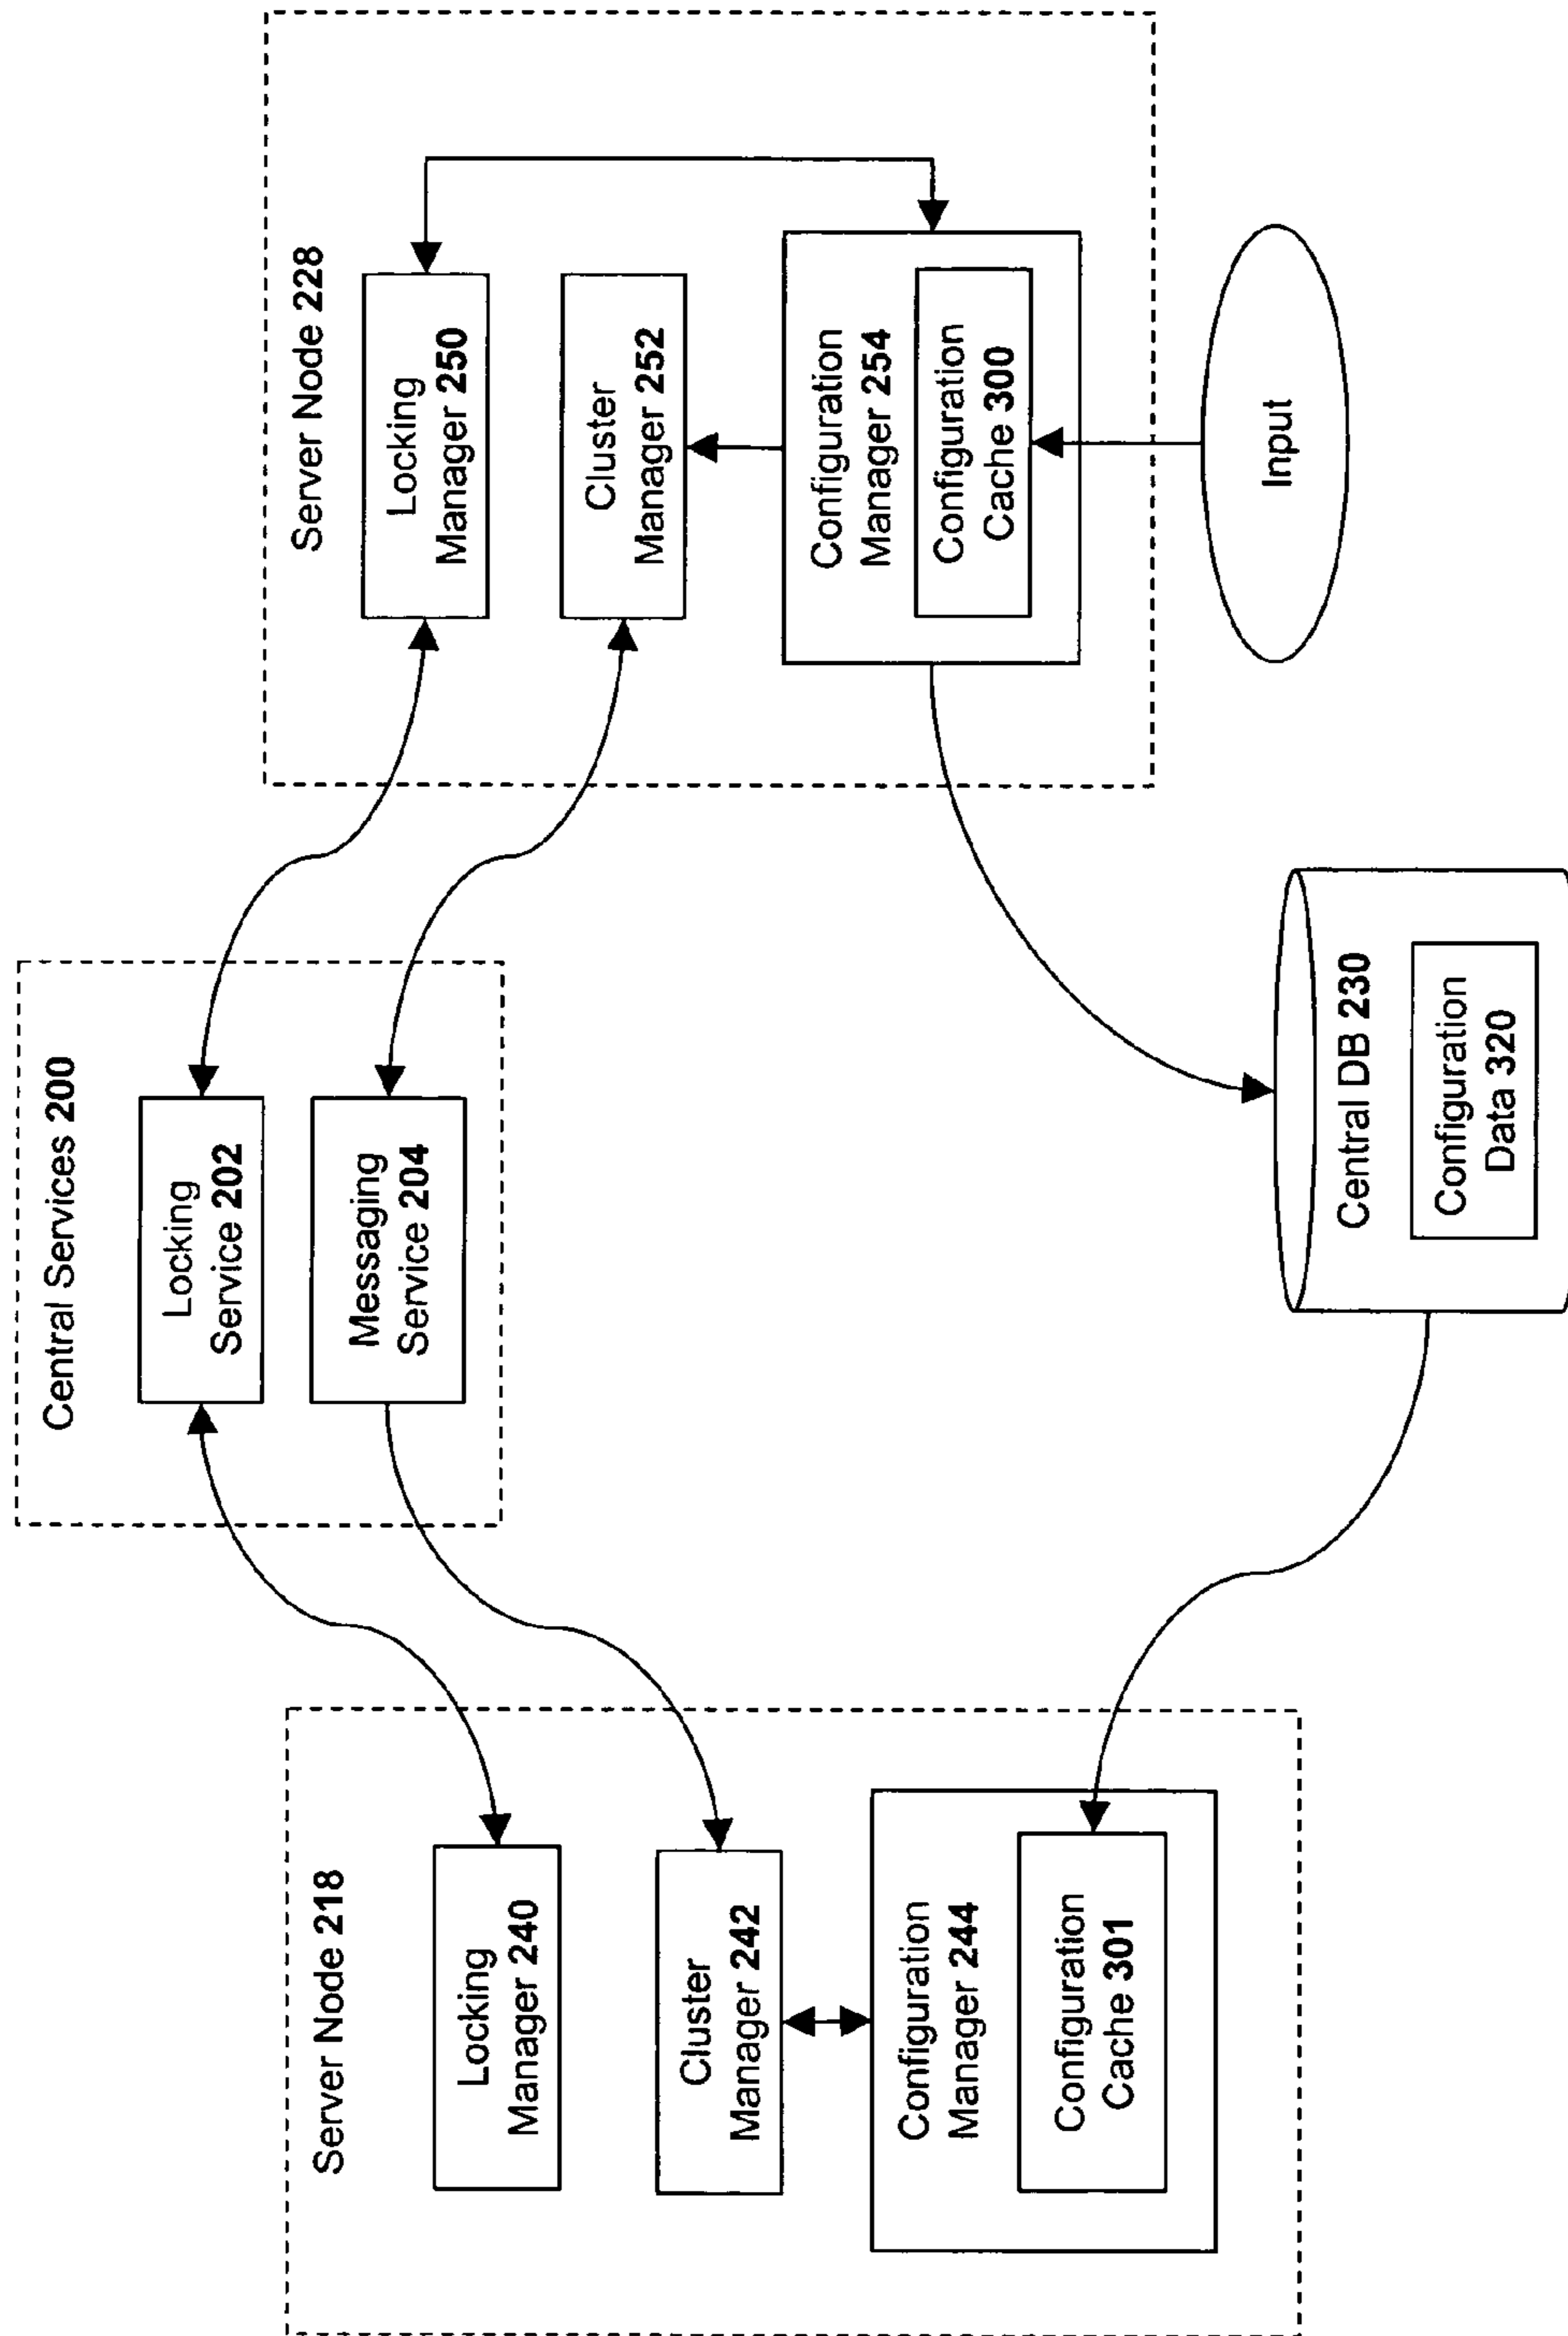 Central Services 200
Locking
Service 202
Messaging
Service 204
Server Node 218
Locking
Manager 240
Cluster
Manager 242
Configuration
Manager 244
Configuration
Cache 301
Server Node 228
Locking
Manager 250
Cluster
Manager 252
Configuration
Manager 254
Configuration
Cache 300
Central DB 230
Configuration
Data 320
Input